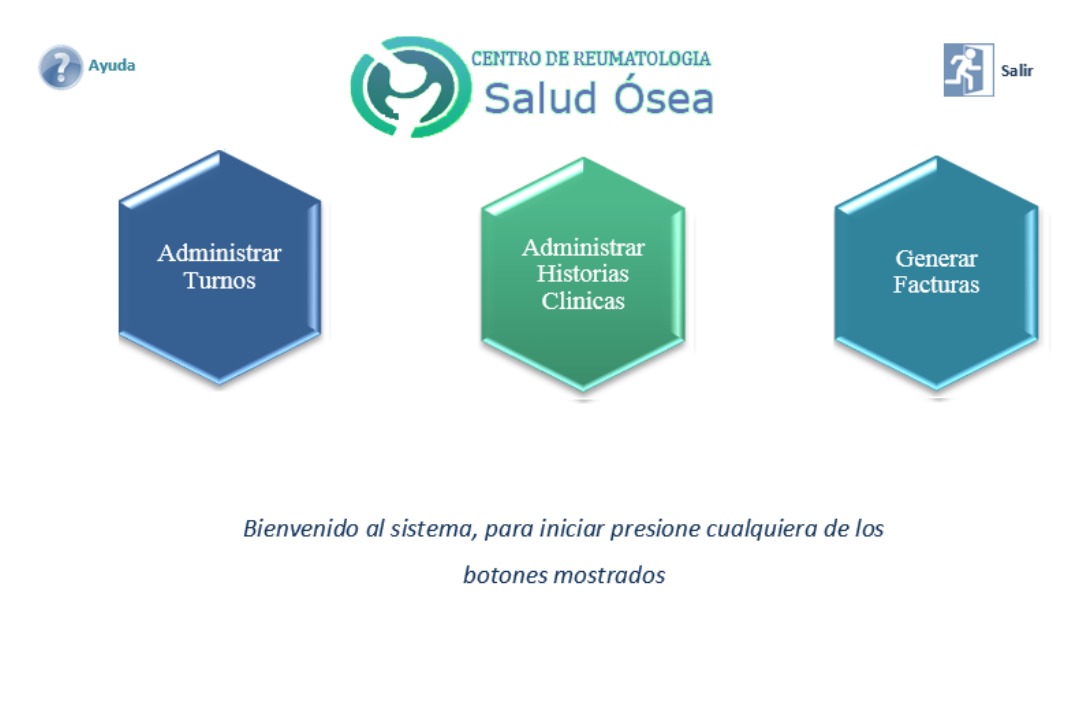 Ayuda
CENTRO DE REUMATOLOGIA
Salud Ósea
Salir
Administrar
Turnos
Administrar
Historias
Clinicas
Generar
Facturas
Bienvenido al sistema, para iniciar presione cualquiera de los
botones mostrados